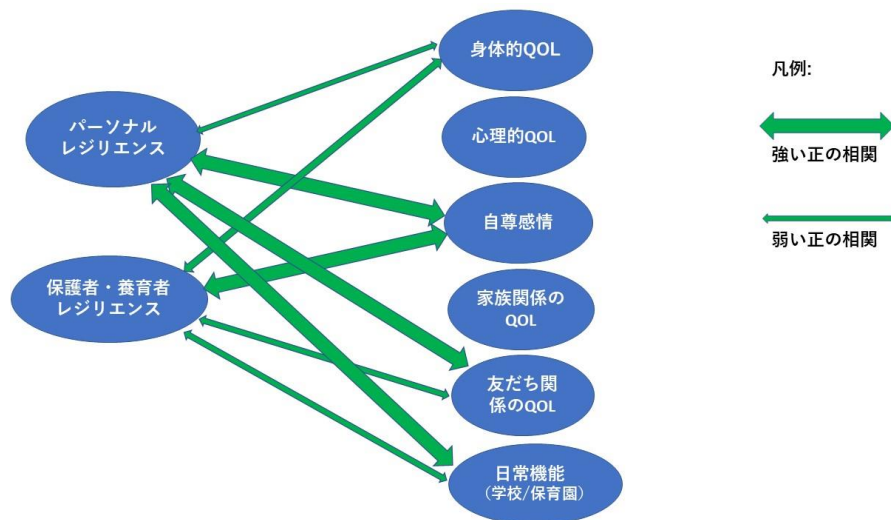 パーソナル
レジリエンス
保護者・養育者
レジリエンス
身体的QOL
心理的QOL
自尊感情
家族関係の
QOL
友だち関
係のQOL
日常機能
(学校/保育園)
凡例:
強い正の相関
弱い正の相関